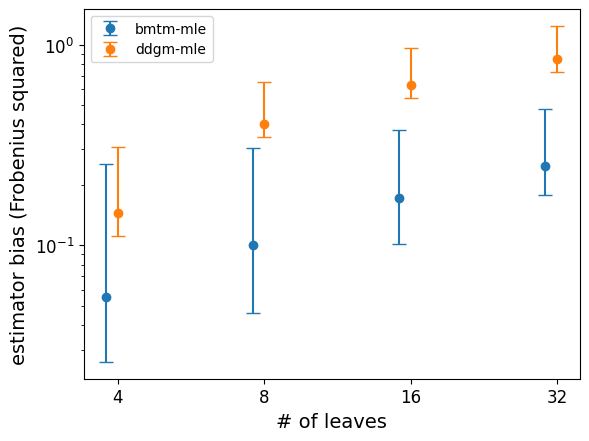 bmtm-mle
ddgm-mle
10⁰
10⁻¹
estimator bias (Frobenius squared)
4 8 16 32
# of leaves